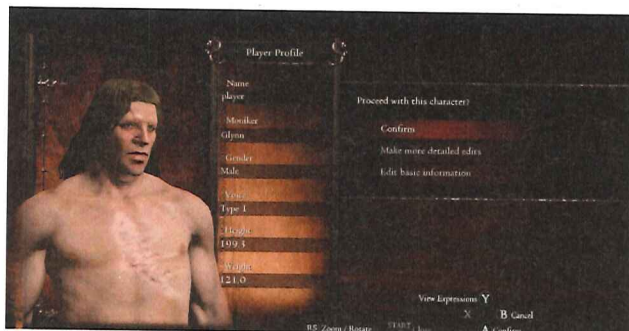 Player Profile
Name
player
Moniker
Glynn
Gender
Male
Voice
Type 1
Height
199.3
Weight
121.0
Proceed with this character?
Confirm
Make more detailed edits
Edit basic information
View Expressions Y
X B Cancel
RS Zoom / Rotate START A Confirm